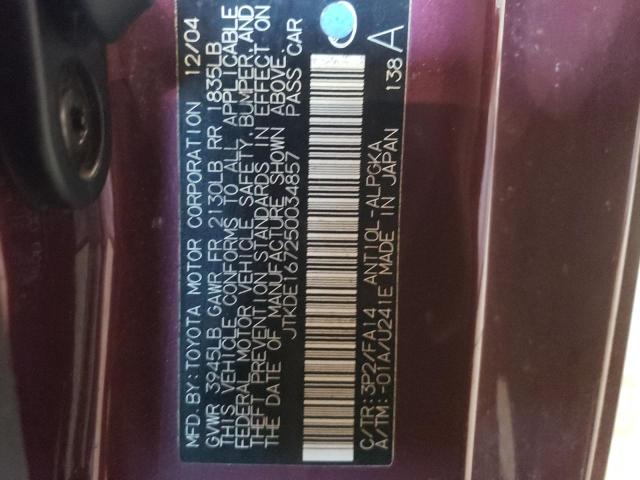 MFD. BY: TOYOTA MOTOR CORPORATION 12/04
GVWR 3945LB GAWR FR 2130LB RR 1835LB
THIS VEHICLE CONFORMS TO ALL APPLICABLE
FEDERAL MOTOR VEHICLE SAFETY, BUMPER, AND
THEFT PREVENTION STANDARDS IN EFFECT ON
THE DATE OF MANUFACTURE SHOWN ABOVE.
JTKDE167250034857 PASS CAR
C/TR: 3P2/FA14 ANT10L-ALPGKA 138 A
A/TM: -01A/U241E MADE IN JAPAN